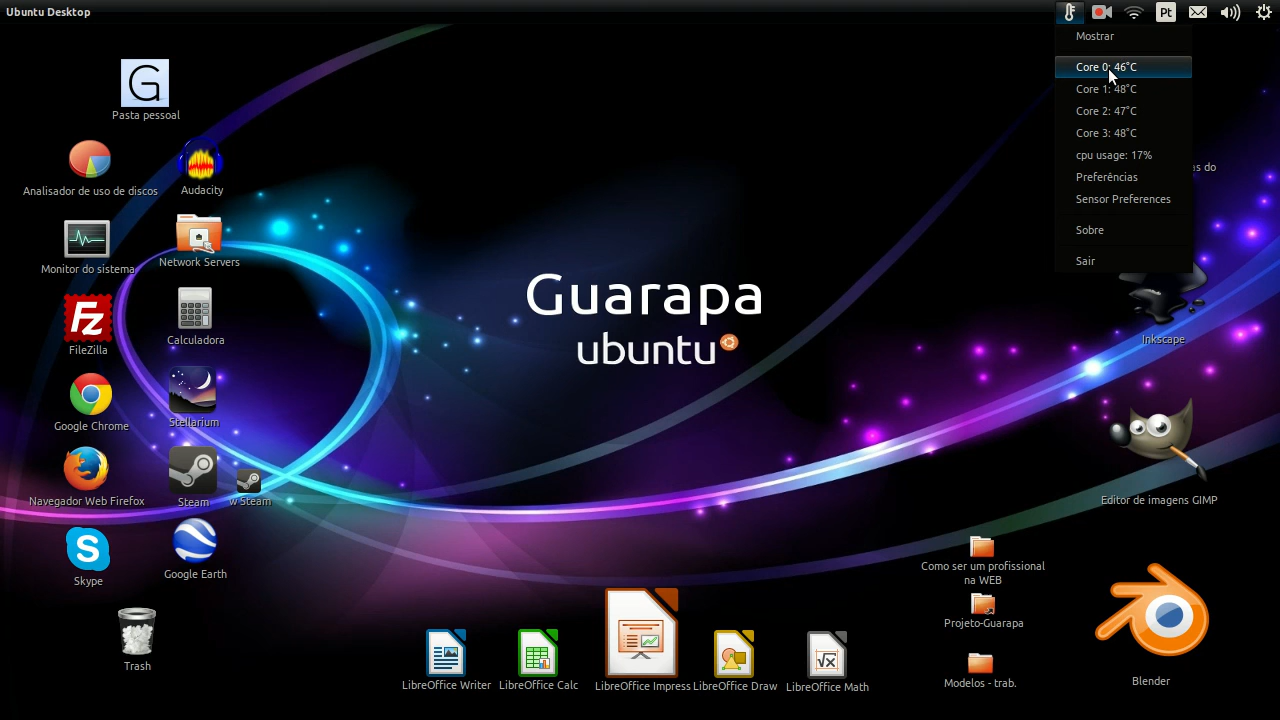 Ubuntu Desktop
Pt
Mostrar
Core 0: 46°C
Core 1: 48°C
Core 2: 47°C
Core 3: 48°C
cpu usage: 17%
Preferências
Sensor Preferences
Sobre
Sair
G
Pasta pessoal
Analisador de uso de discos
Audacity
as do
Monitor do sistema
Network Servers
Fz
FileZilla
Calculadora
Guarapa
ubuntu
Inkscape
Google Chrome
Stellarium
Navegador Web Firefox
Steam
w Steam
Editor de imagens GIMP
S
Skype
Google Earth
Como ser um profissional
na WEB
Projeto-Guarapa
Trash
LibreOffice Writer
LibreOffice Calc
LibreOffice Impress
LibreOffice Draw
√x
LibreOffice Math
Modelos - trab.
Blender